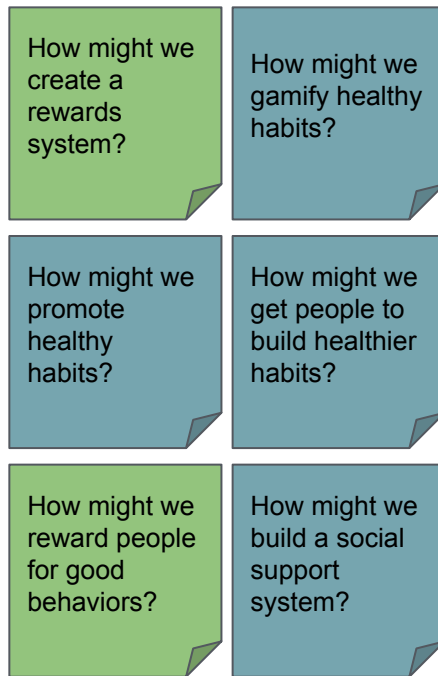 How might we
create a
rewards
system?
How might we
gamify healthy
habits?
How might we
promote
healthy
habits?
How might we
get people to
build healthier
habits?
How might we
reward people
for good
behaviors?
How might we
build a social
support
system?